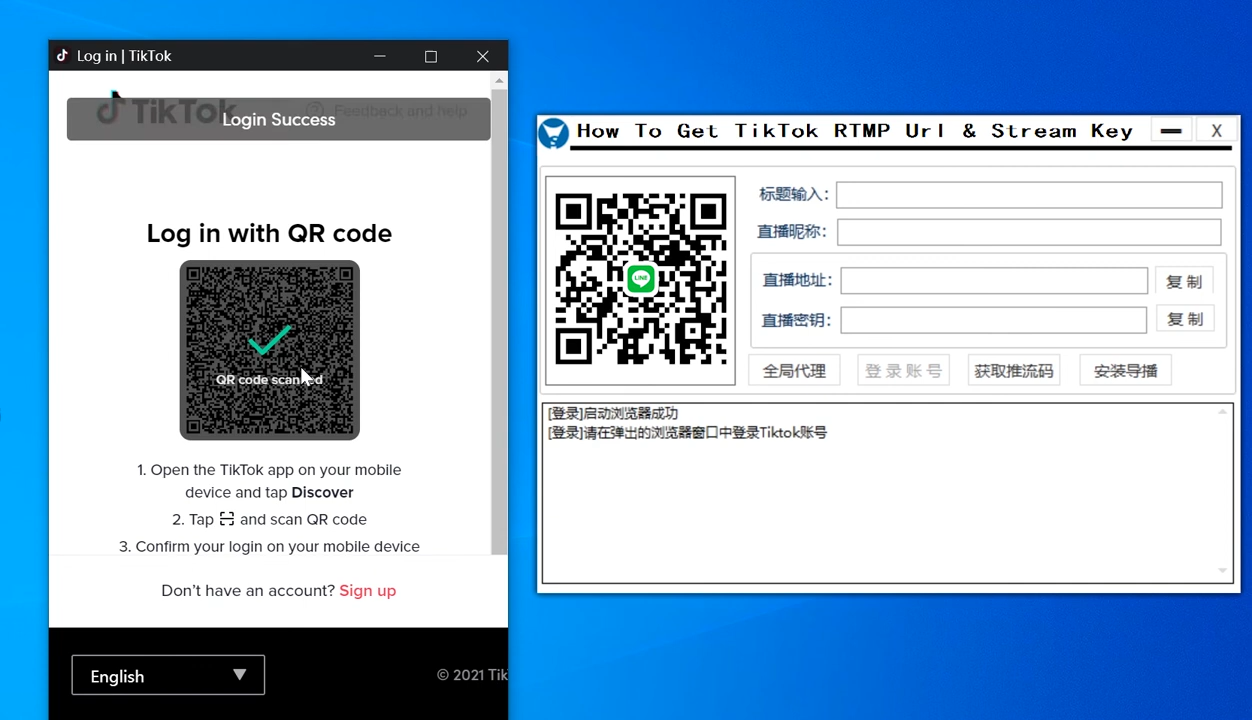 Log in | TikTok
TikTok
Feedback and help
Login Success
Log in with QR code
QR code scanned
1. Open the TikTok app on your mobile
device and tap Discover
2. Tap and scan QR code
3. Confirm your login on your mobile device
Don't have an account? Sign up
English
© 2021 Tik
How To Get TikTok RTMP Url & Stream Key
X
LINE
标题输入：
直播昵称：
直播地址：
复 制
直播密钥：
复 制
全局代理
登 录 账 号
获取推流码
安装导播
[登录]启动浏览器成功
[登录]请在弹出的浏览器窗口中登录Tiktok账号